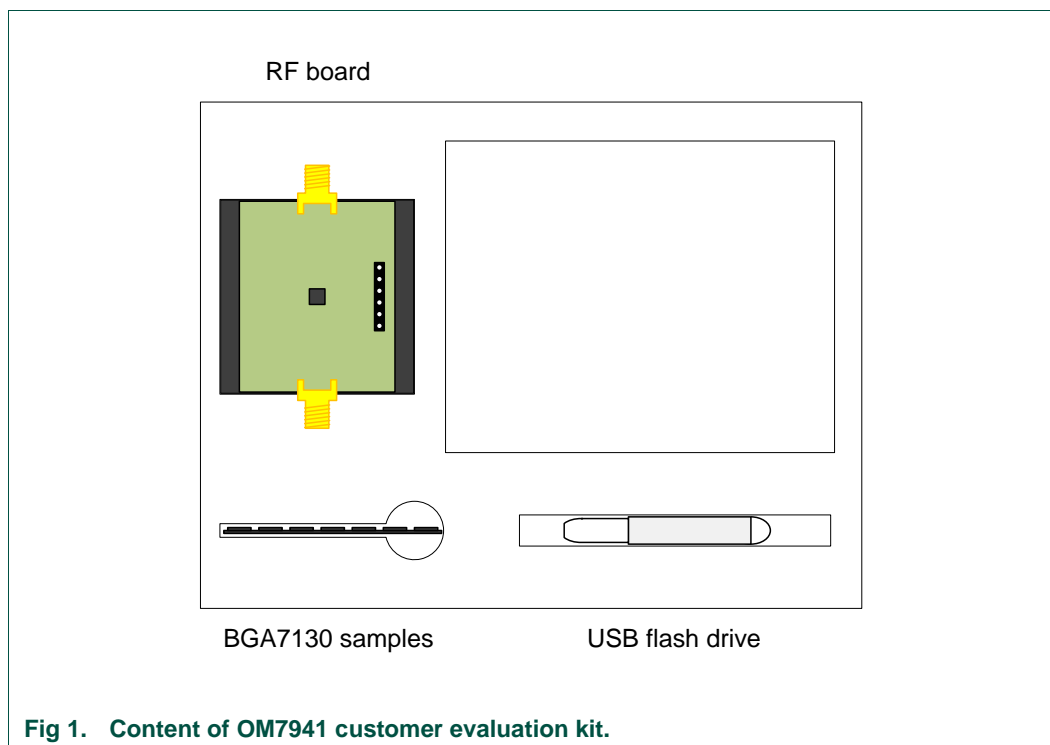 RF board
BGA7130 samples
USB flash drive
Fig 1. Content of OM7941 customer evaluation kit.